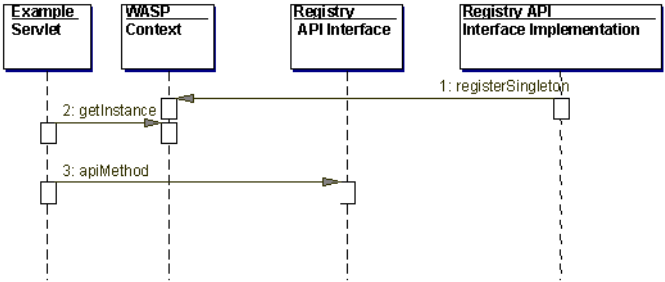 Example
Servlet
WASP
Context
Registry
API Interface
Registry API
Interface Implementation
1: registerSingleton
2: getInstance
3: apiMethod